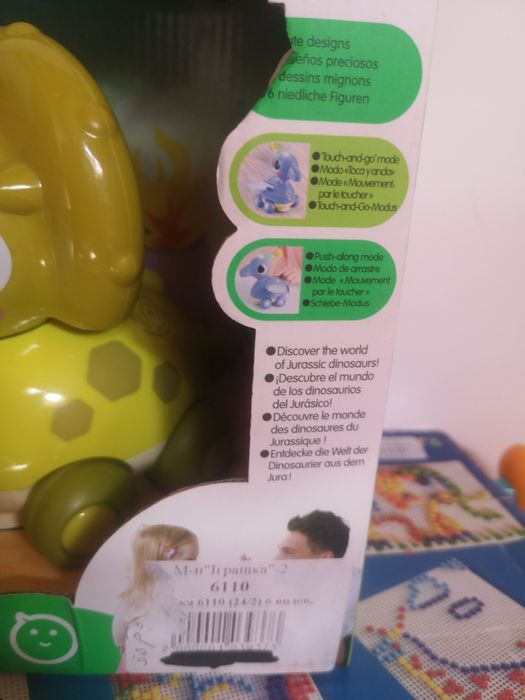 designs
preciosos
dessins mignons
6 niedliche Figuren
●"Touch-and-go" mode
●Modo «Toca y anda»
●Mode « Mouvement
par le toucher »
●Touch-and-Go-Modus
●Push-along mode
●Modo de arrastre
●Mode « Mouvement
par le toucher »
●Schiebe-Modus
●Discover the world
of Jurassic dinosaurs!
●¡Descubre el mundo
de los dinosaurios
del Jurásico!
●Découvre le monde
des dinosaures du
Jurassique !
●Entdecke die Welt der
Dinosaurier aus dem
Jura!
М-н"Іграшка"-2
6110
6110 (24/2) 6 видов,